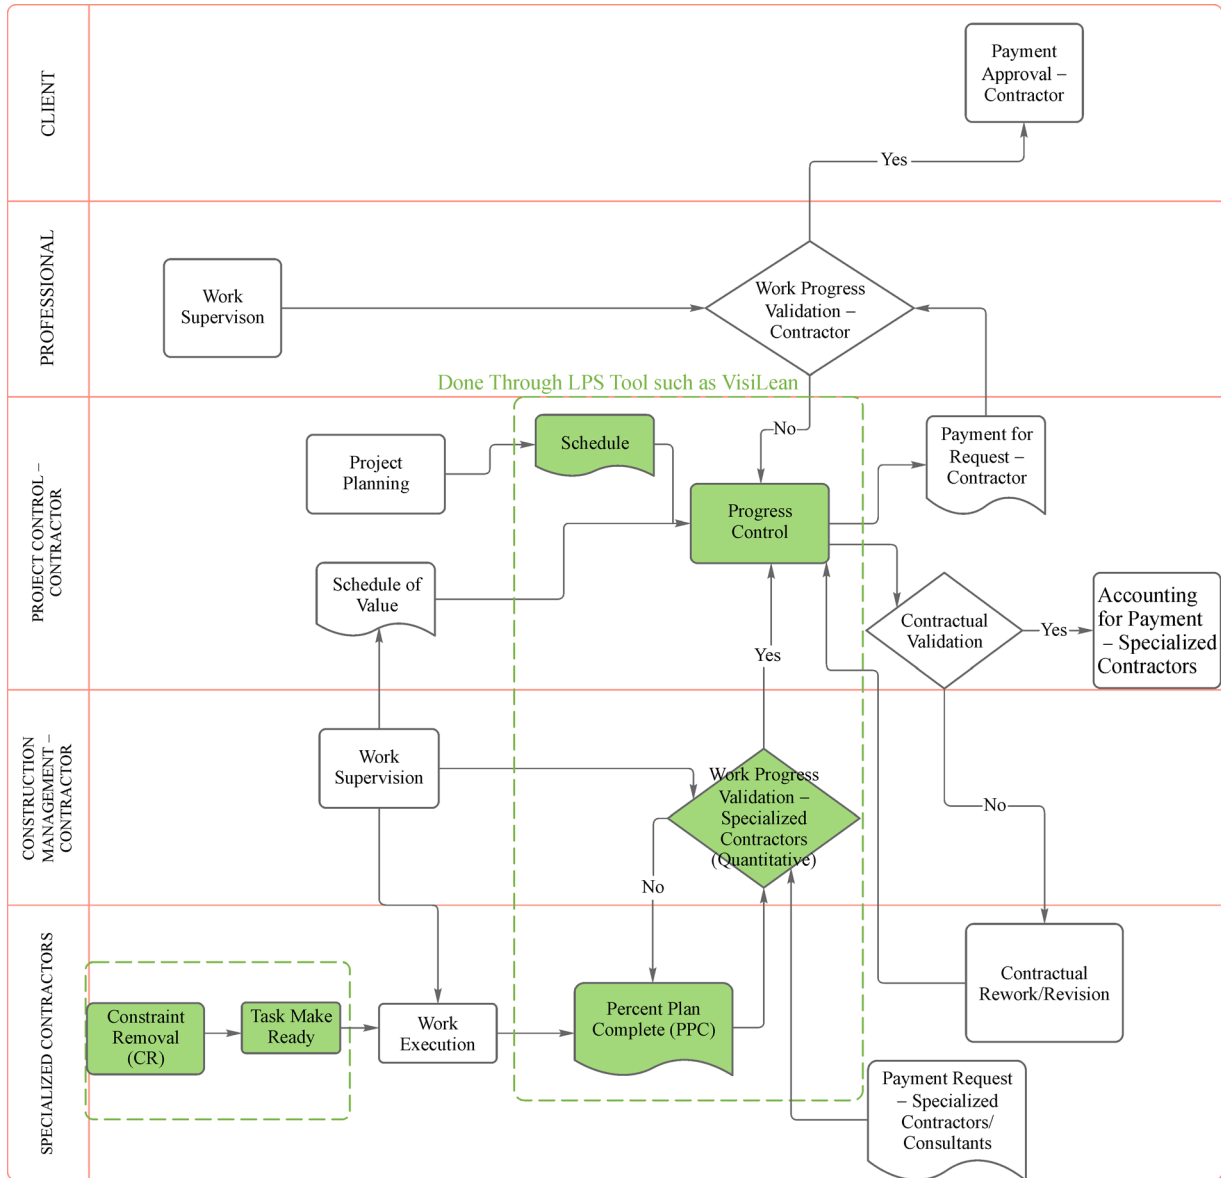 CLIENT
Payment
Approval –
Contractor
Yes
PROFESSIONAL
Work
Supervison
Work Progress
Validation –
Contractor
Done Through LPS Tool such as VisiLean
PROJECT CONTROL –
CONTRACTOR
Project
Planning
Schedule
No
Progress
Control
Payment for
Request –
Contractor
Schedule of
Value
Contractual
Validation
Yes
Accounting
for Payment
– Specialized
Contractors
Yes
CONSTRUCTION
MANAGEMENT –
CONTRACTOR
Work
Supervision
Work Progress
Validation –
Specialized
Contractors
(Quantitative)
No
No
SPECIALIZED CONTRACTORS
Constraint
Removal
(CR)
Task Make
Ready
Work
Execution
Percent Plan
Complete (PPC)
Contractual
Rework/Revision
Payment Request
– Specialized
Contractors/
Consultants